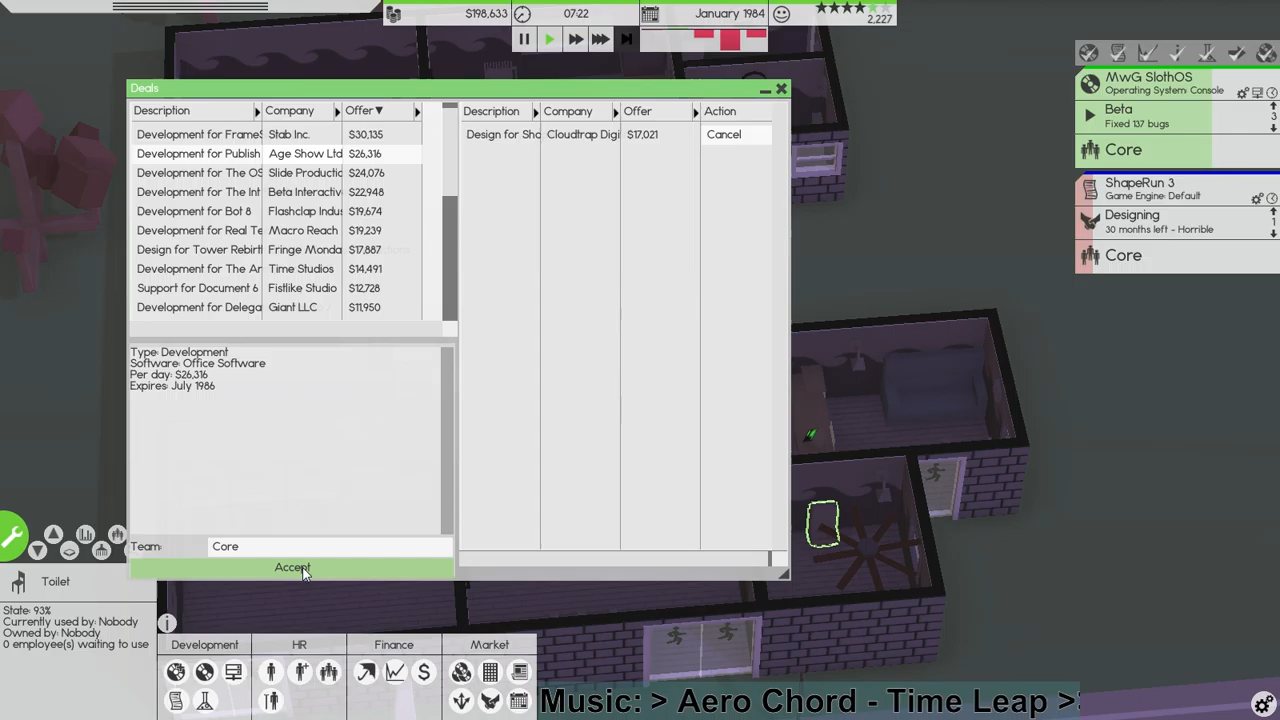 $198,633
07-22
January 1984
2,227
Deals
Description Company Offer▼
Development for Frame Stab Inc. $30,135
Development for Publish Age Show Ltd $26,316
Development for The OS Slide Productic $24,076
Development for The Int Beta Interactiv $22,948
Development for Bot 8 Flashclap Indus $19,674
Development for Real Te Macro Reach $19,239
Design for Tower Rebirt Fringe Monda $17,887
Development for The Ar Time Studios $14,491
Support for Document 6 Fistlike Studio $12,728
Development for Delega Giant LLC $11,950
Description Company Offer Action
Design for Sha Cloudtrap Digi $17,021 Cancel
Type: Development
Software: Office Software
Per day: $26,316
Expires: July 1986
Team: Core
Accept
MwG SlothOS
Operating System: Console
Beta
Fixed 137 bugs
3
Core
ShapeRun 3
Game Engine: Default
Designing
30 months left - Horrible
1
Core
Toilet
State: 93%
Currently used by: Nobody
Owned by: Nobody
0 employee(s) waiting to use
Development HR Finance Market
Music: > Aero Chord - Time Leap >